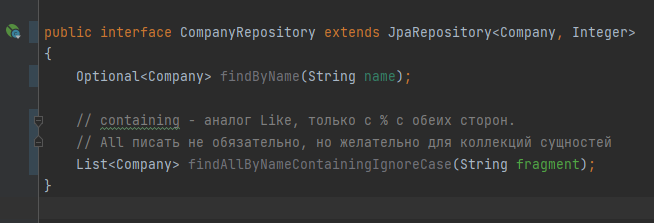 public interface CompanyRepository extends JpaRepository<Company, Integer>
{
Optional<Company> findByName(String name);
// containing - аналог Like, только с % с обеих сторон.
// All писать не обязательно, но желательно для коллекций сущностей
List<Company> findAllByNameContainingIgnoreCase(String fragment);
}